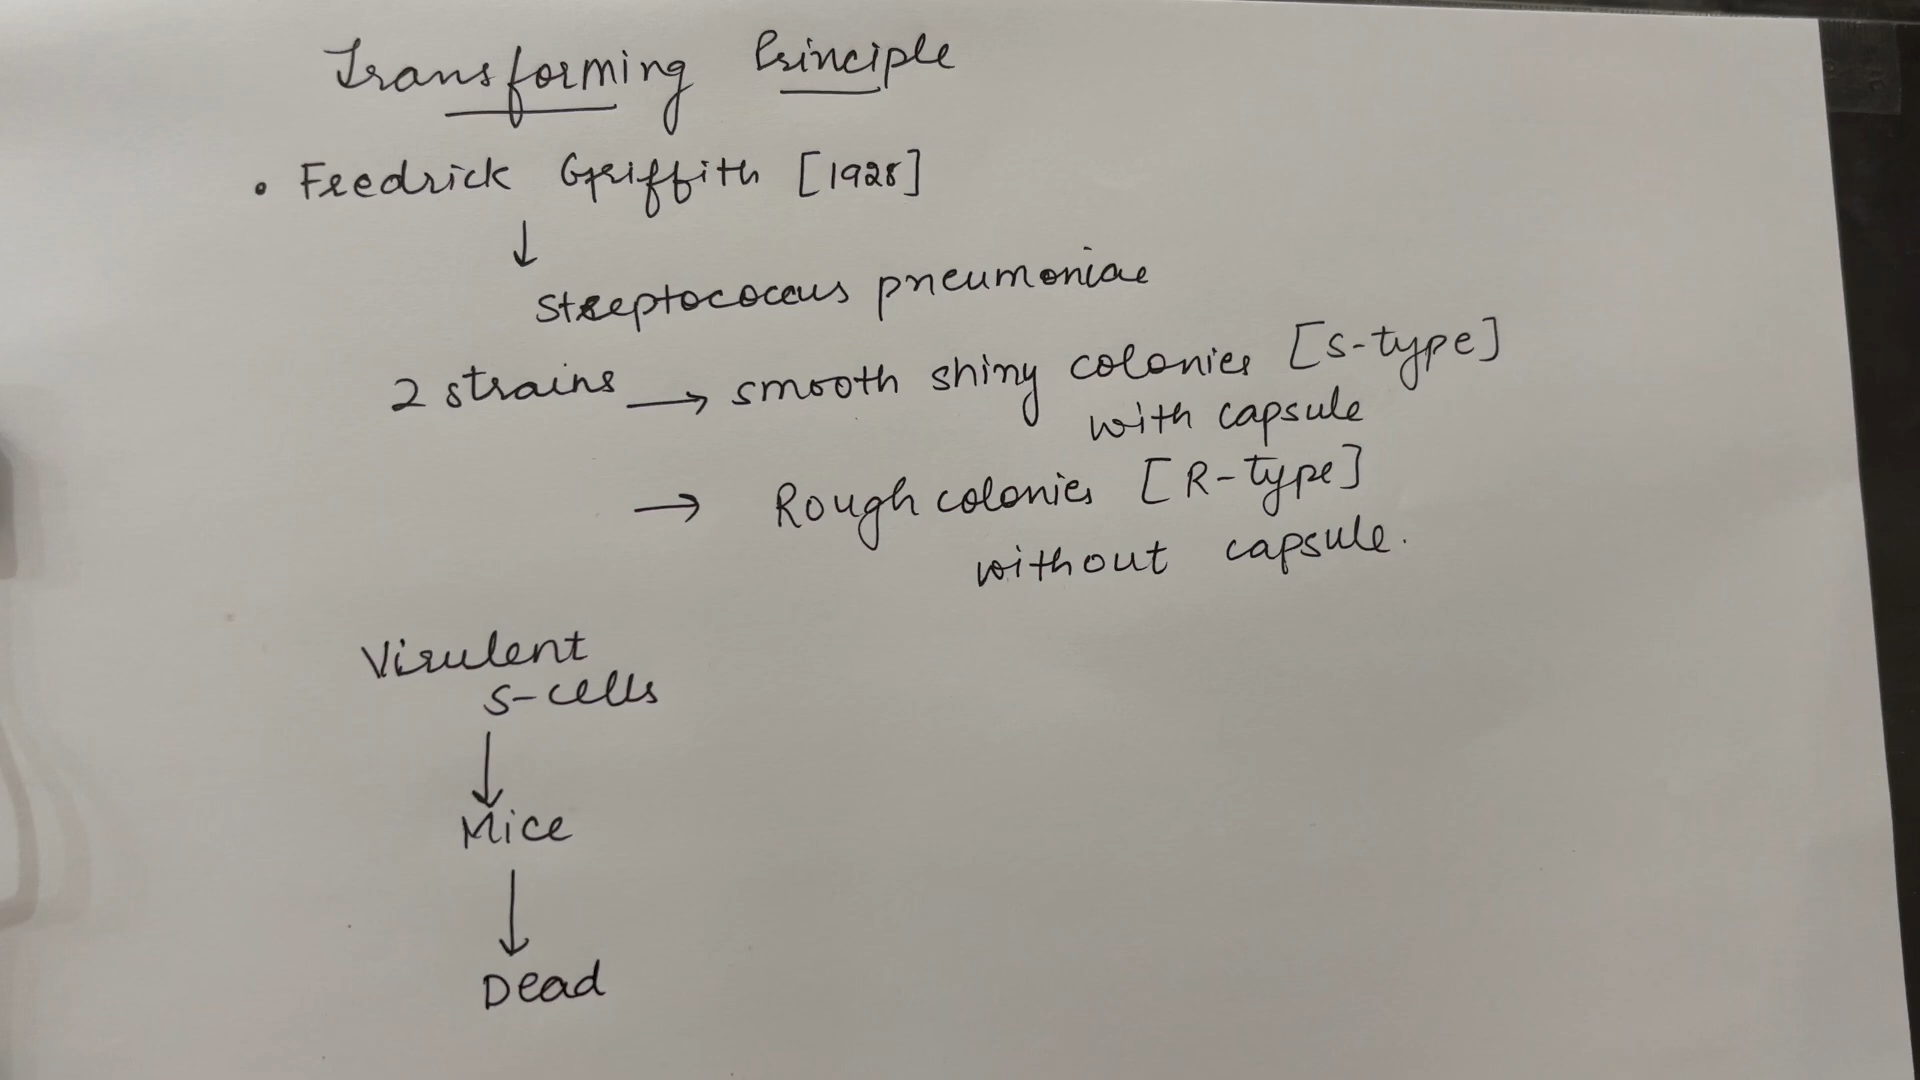 Transforming Principle
• Fredrick Griffith [1928]
↓
Streptococcus pneumoniae
2 strains → smooth shiny colonies [S-type]
with capsule
→ Rough colonies [R-type]
without capsule.
Virulent
S-cells
↓
Mice
↓
Dead